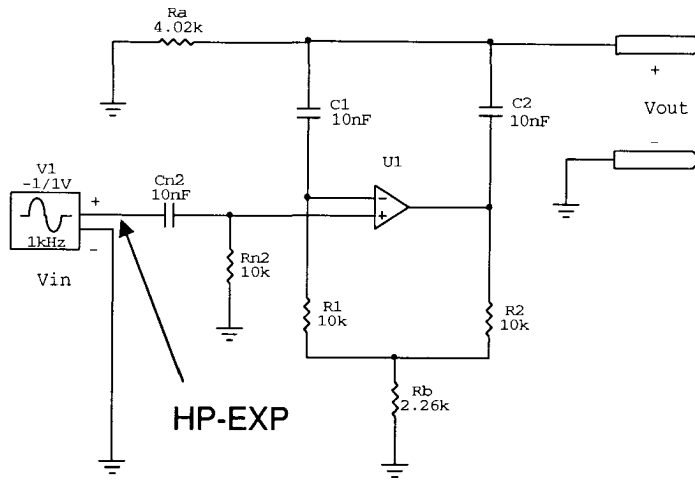 Ra
4.02k
C1
10nF
C2
10nF
+
Vout
-
U1
V1
-1/1V
+
1kHz
-
Vin
Cn2
10nF
-
+
Rn2
10k
R1
10k
R2
10k
Rb
2.26k
HP-EXP